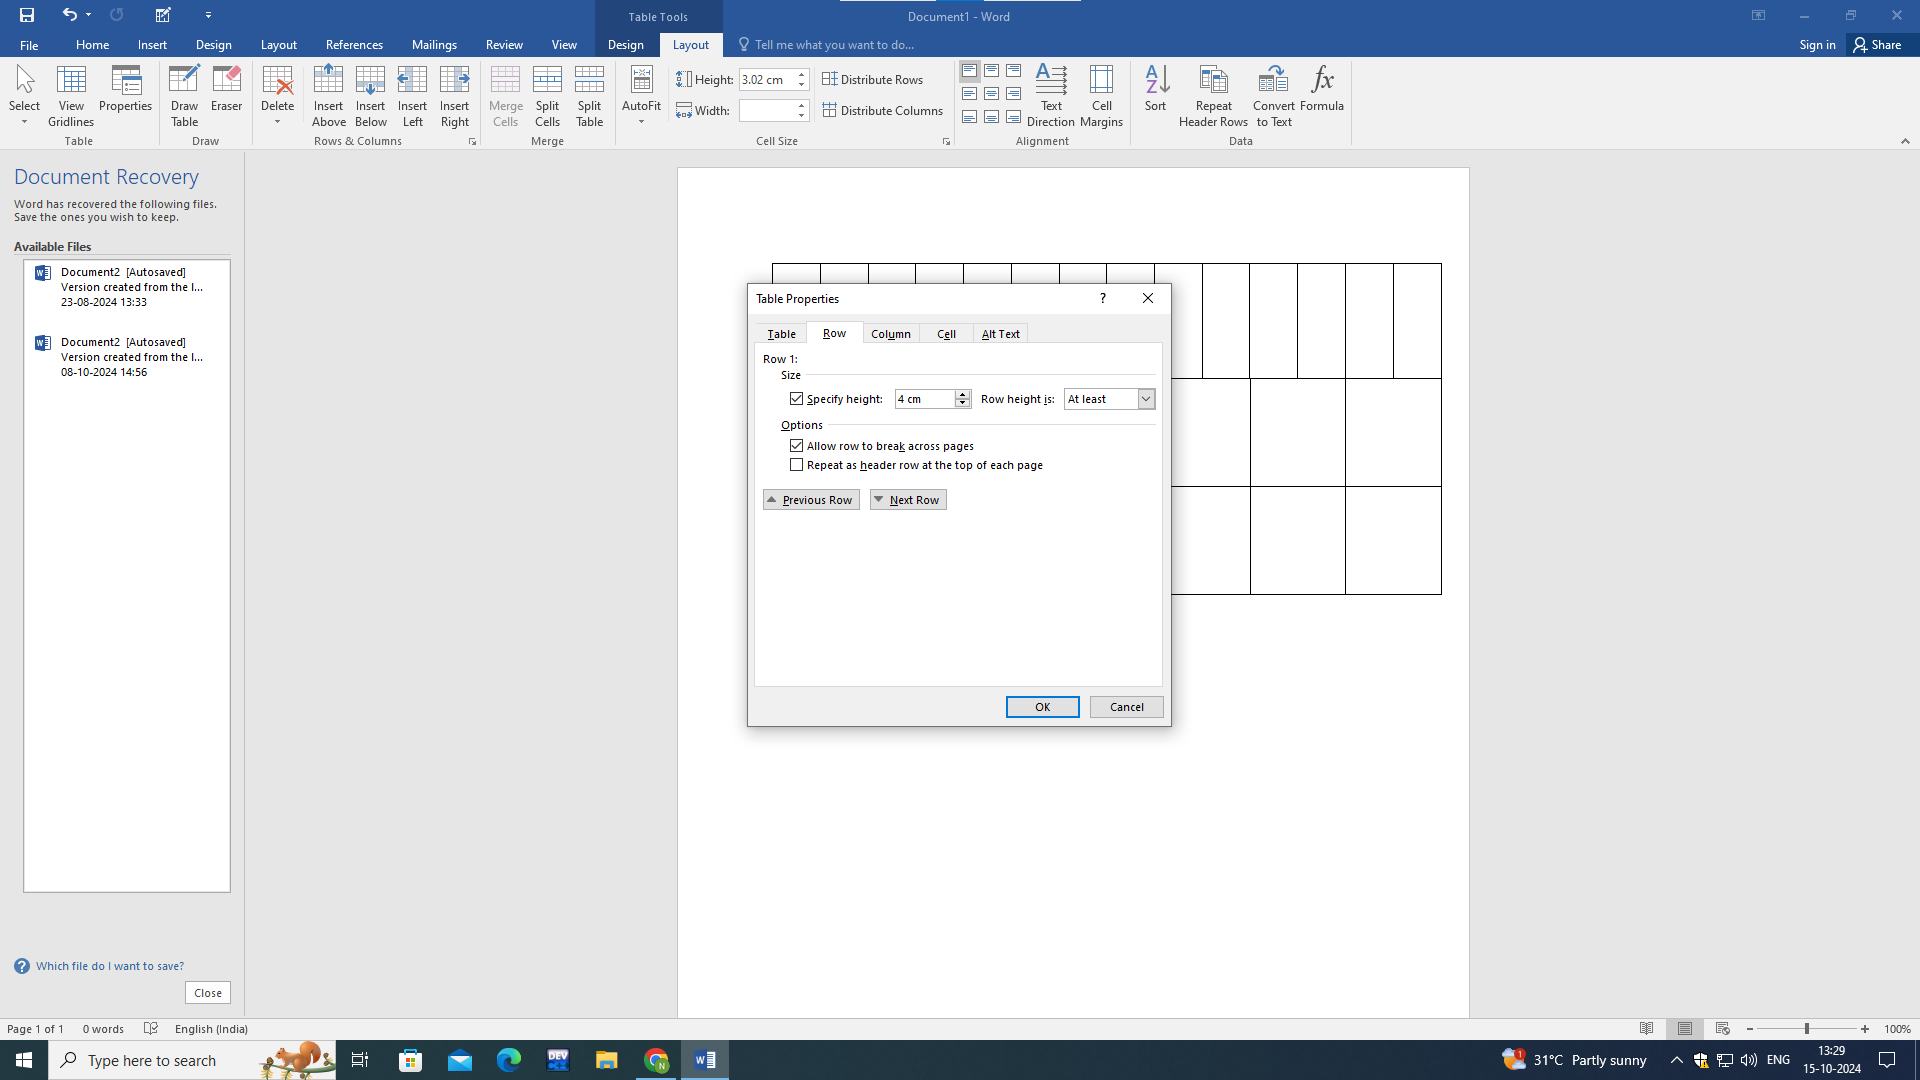 Table Tools
Document1 - Word
File
Home
Insert
Design
Layout
References
Mailings
Review
View
Design
Layout
Tell me what you want to do...
Sign in
Share
Select
View Gridlines
Properties
Table
Draw Table
Eraser
Draw
Delete
Insert Above
Insert Below
Insert Left
Insert Right
Rows & Columns
Merge Cells
Split Cells
Split Table
Merge
AutoFit
Height: 3.02 cm
Width:
Distribute Rows
Distribute Columns
Cell Size
Text Direction
Cell Margins
Alignment
Sort
Repeat Header Rows
Convert to Text
Formula
Data
Document Recovery
Word has recovered the following files.
Save the ones you wish to keep.
Available Files
Document2 [Autosaved]
Version created from the l...
23-08-2024 13:33
Document2 [Autosaved]
Version created from the l...
08-10-2024 14:56
Which file do I want to save?
Close
Table Properties
?
Table
Row
Column
Cell
Alt Text
Row 1:
Size
Specify height: 4 cm Row height is: At least
Options
Allow row to break across pages
Repeat as header row at the top of each page
Previous Row
Next Row
OK
Cancel
Page 1 of 1
0 words
English (India)
100%
Type here to search
DEV
N
1
31°C Partly sunny
ENG
13:29
15-10-2024